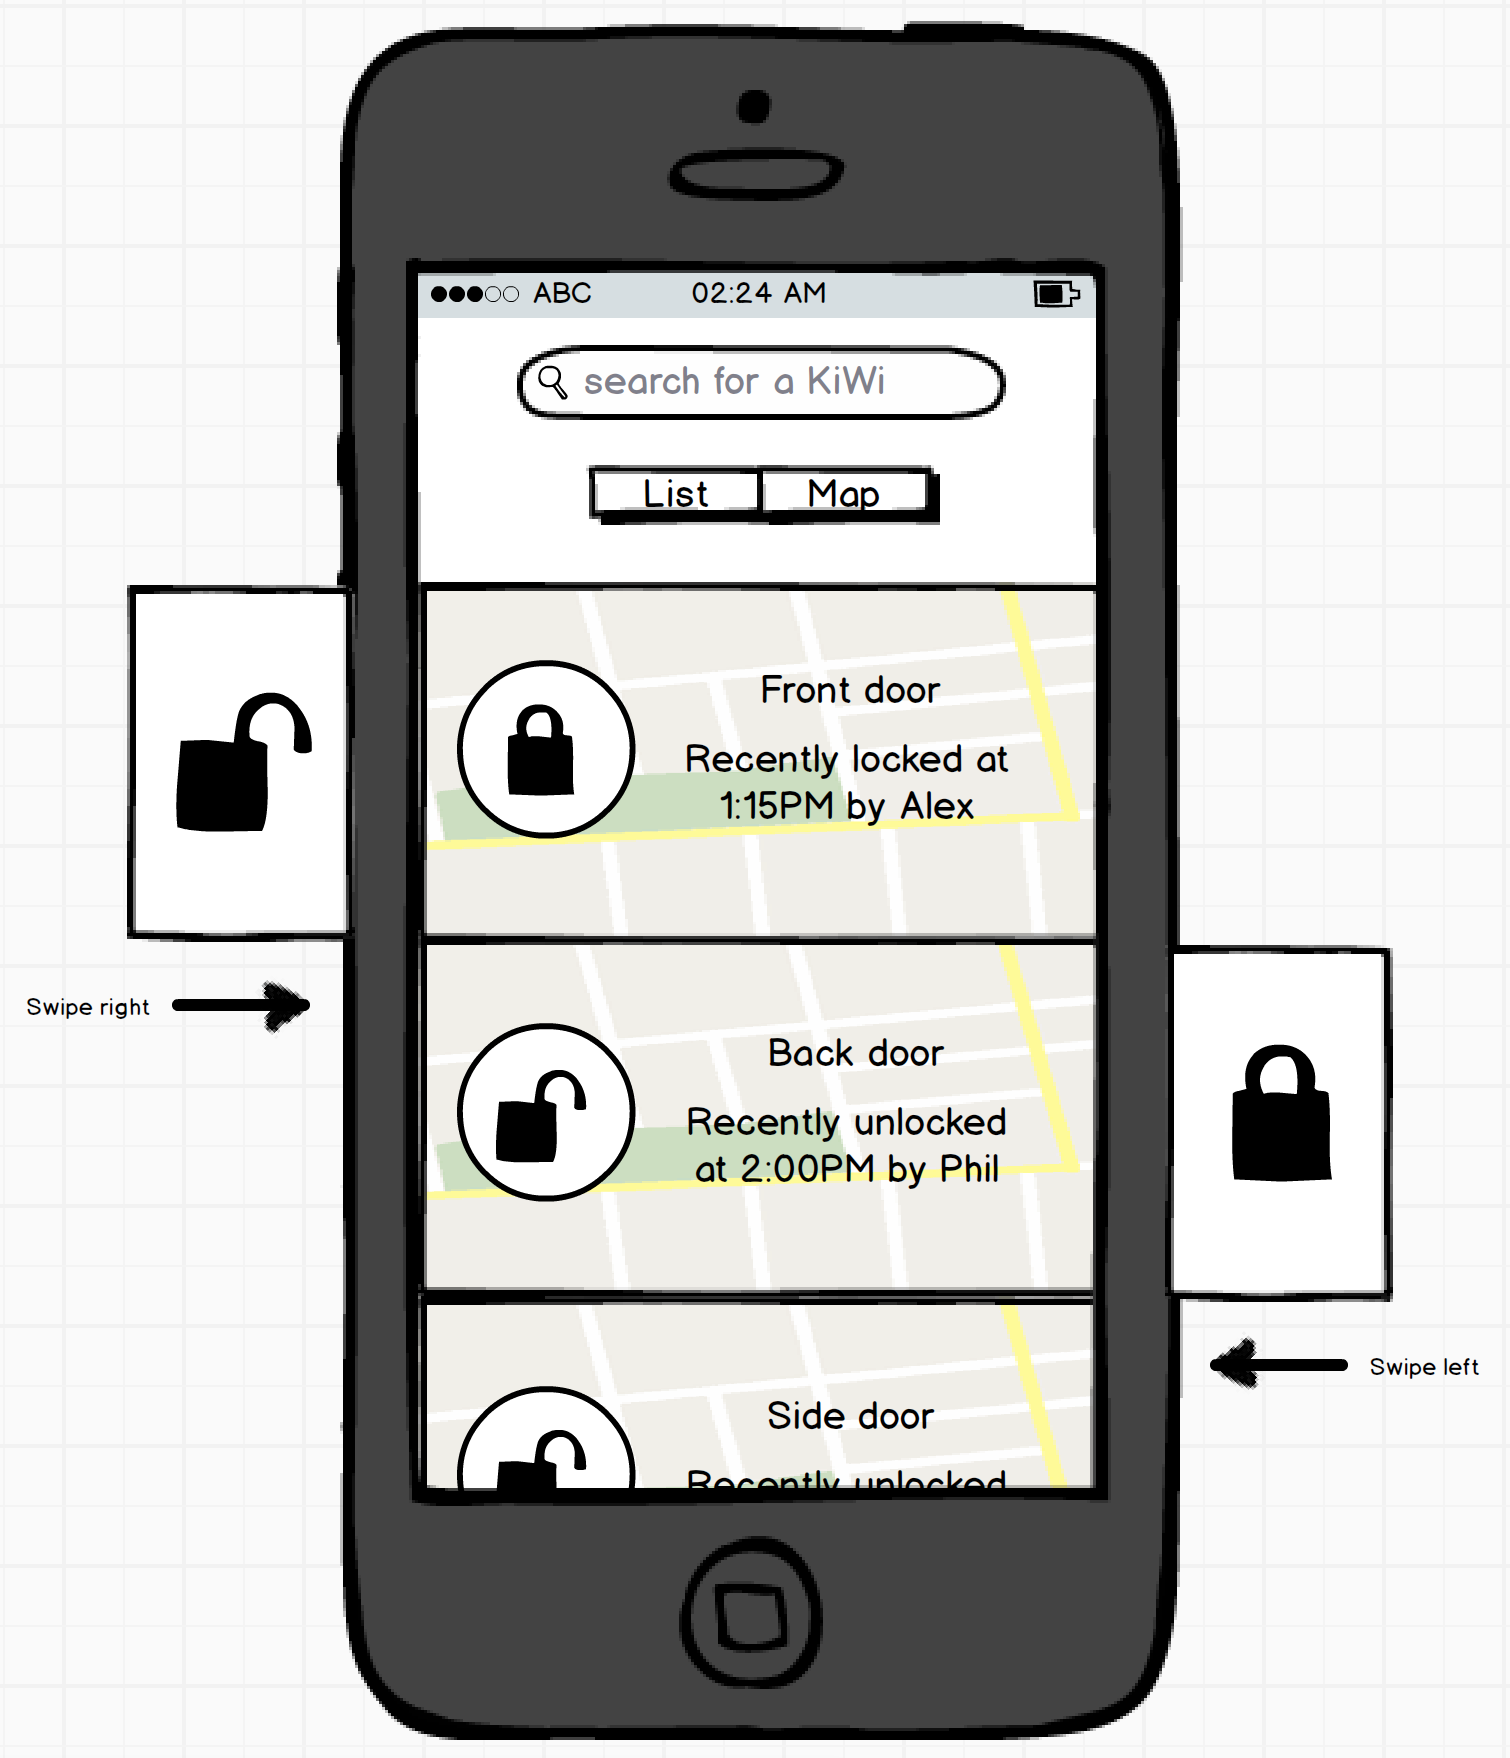 ABC 02:24 AM
search for a KiWi
List Map
Front door
Recently locked at
1:15PM by Alex
Swipe right
Back door
Recently unlocked
at 2:00PM by Phil
Swipe left
Side door
Recently unlocked